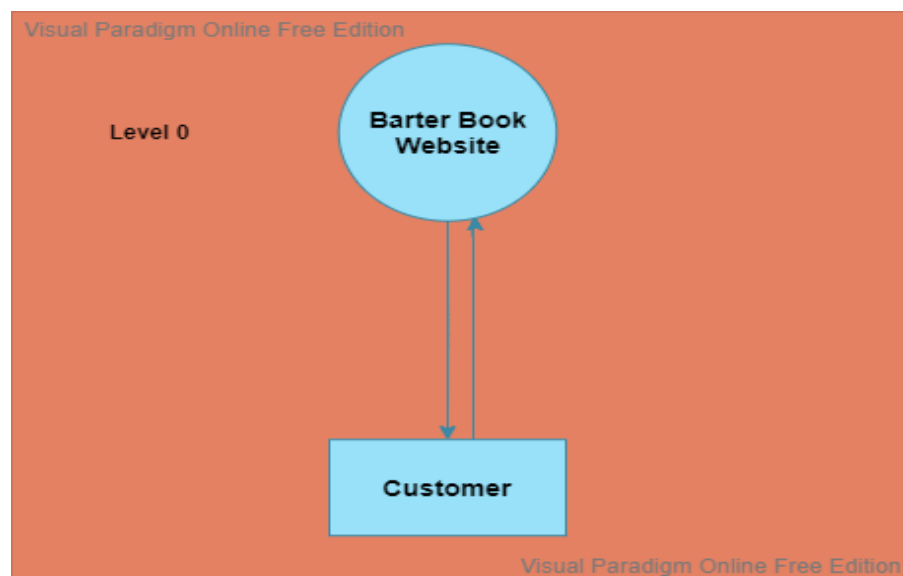 Visual Paradigm Online Free Edition
Barter Book
Website
Level 0
Customer
Visual Paradigm Online Free Edition